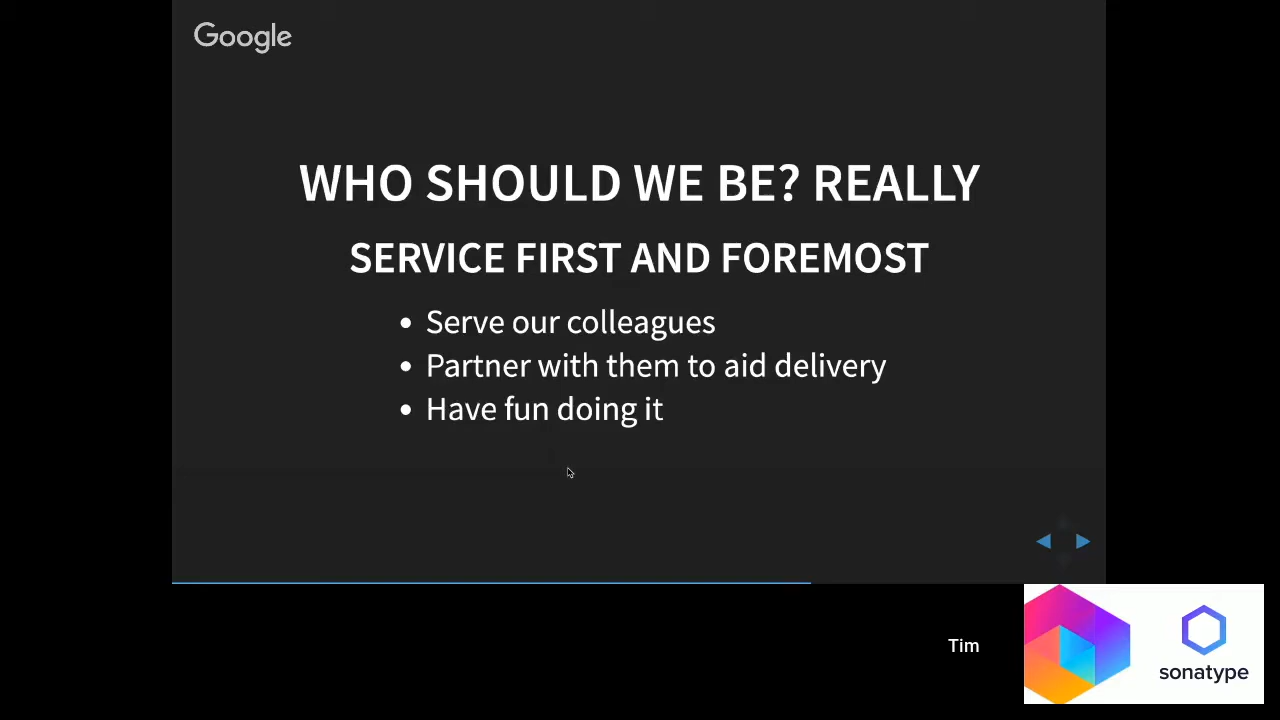 Google
WHO SHOULD WE BE? REALLY
SERVICE FIRST AND FOREMOST
• Serve our colleagues
• Partner with them to aid delivery
• Have fun doing it
Tim
sonatype